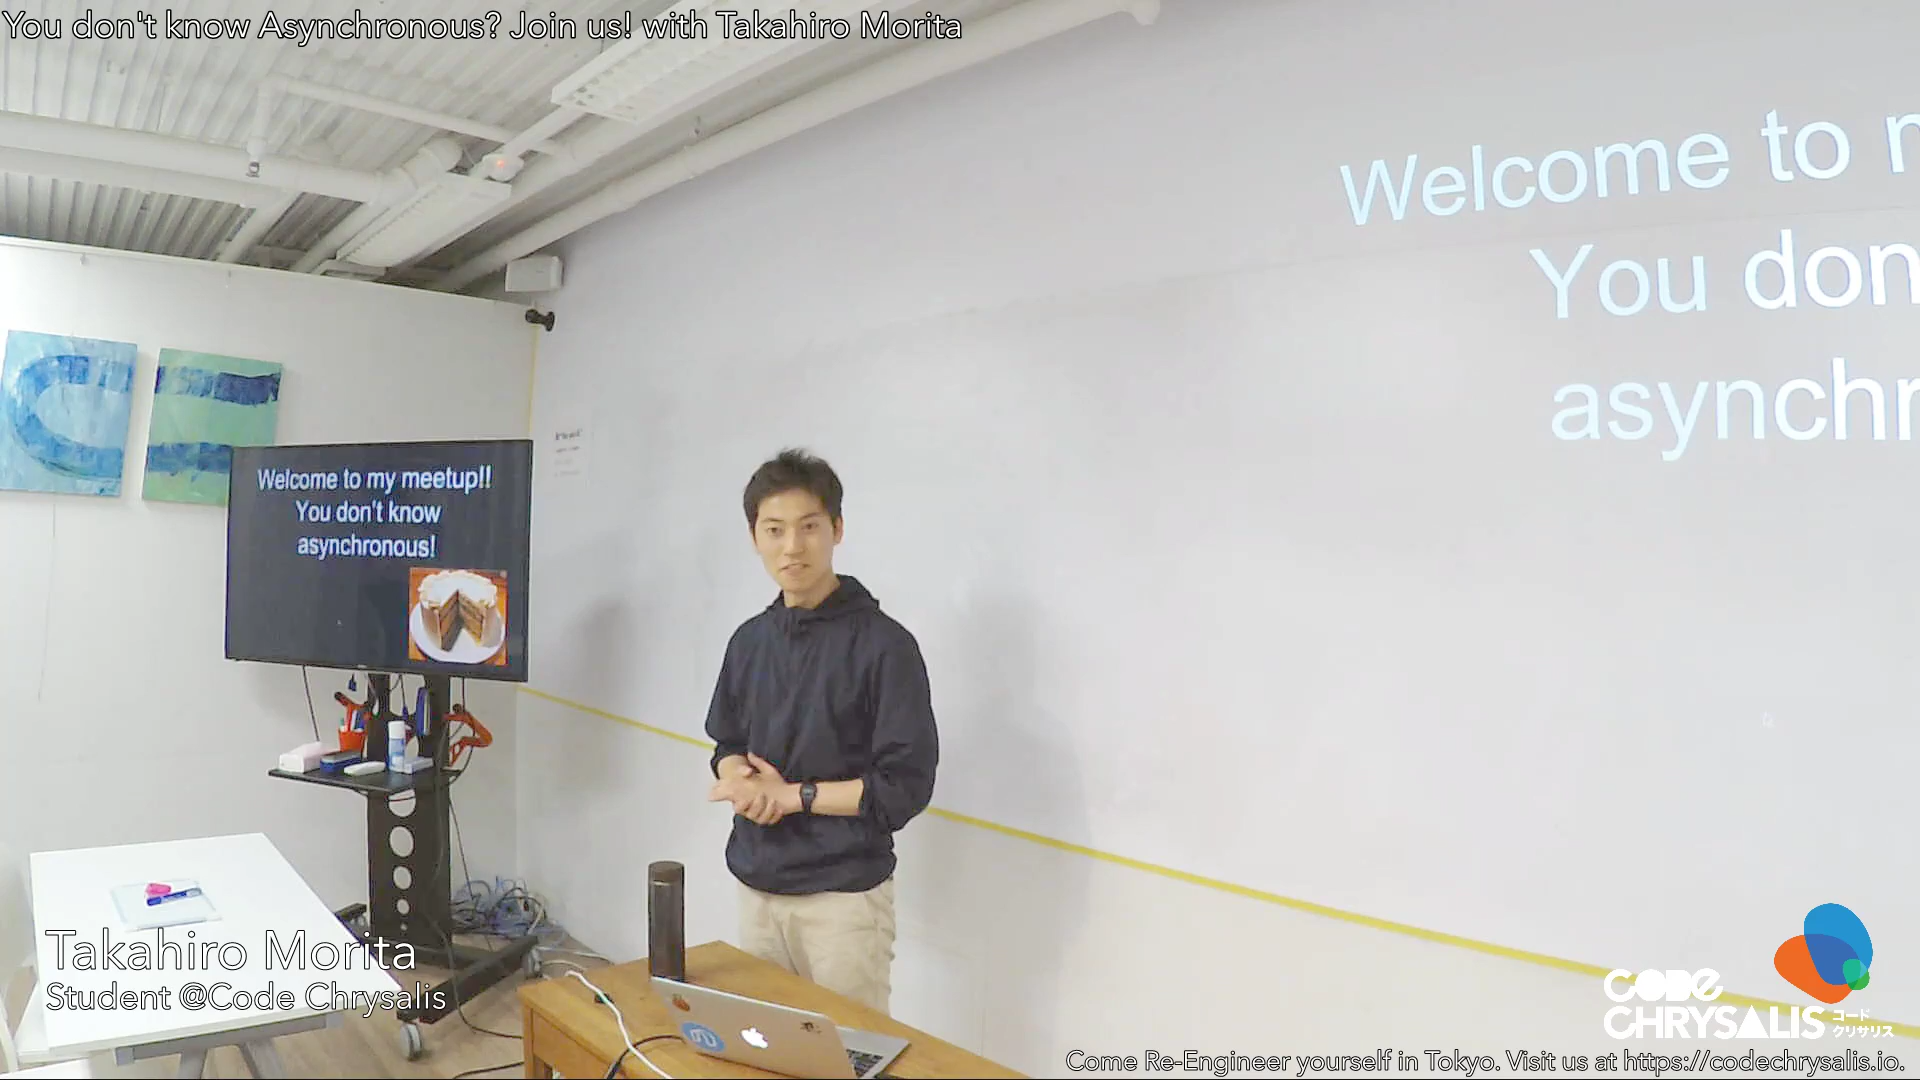 You don't know Asynchronous? Join us! with Takahiro Morita
Welcome to
You don
asynchr
Welcome to my meetup!!
You don't know
asynchronous!
Takahiro Morita
Student @Code Chrysalis
CODE
CHRYSALIS
コード
クリサリス
Come Re-Engineer yourself in Tokyo. Visit us at https://codechrysalis.io.